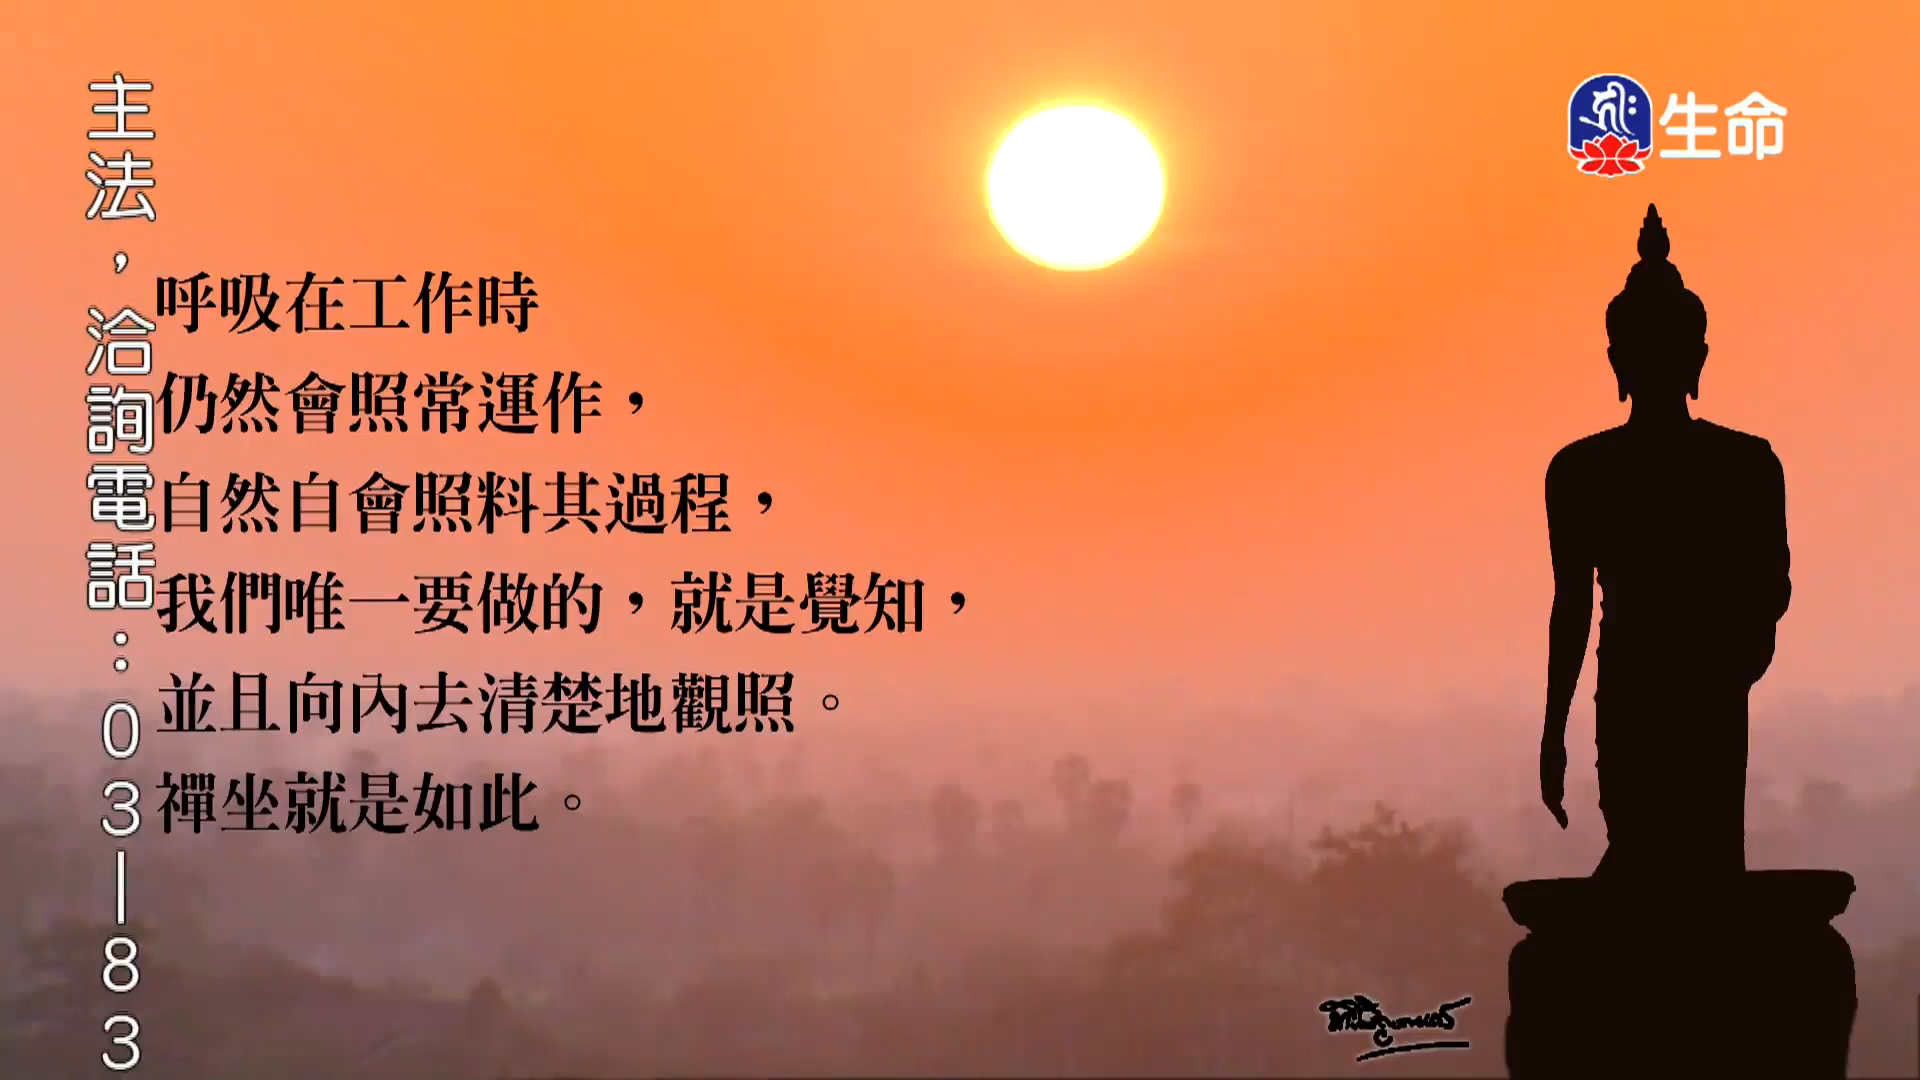 主法，洽詢電話：03–83
呼吸在工作時
仍然會照常運作，
自然自會照料其過程，
我們唯一要做的，就是覺知，
並且向內去清楚地觀照。
禪坐就是如此。
生命